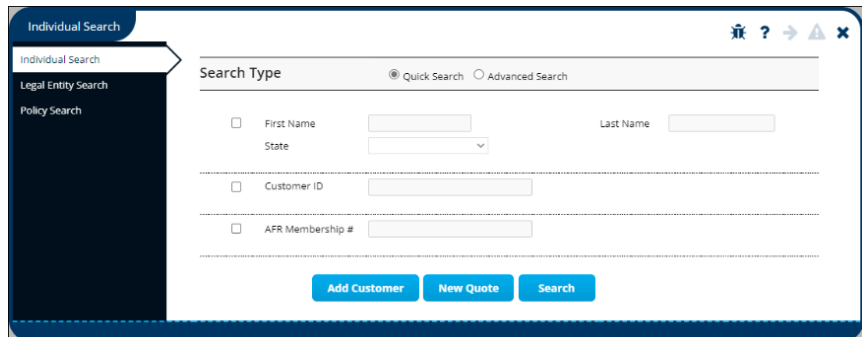 Individual Search
?
Individual Search
Legal Entity Search
Policy Search
Search Type Quick Search Advanced Search
First Name Last Name
State
Customer ID
AFR Membership #
Add Customer New Quote Search